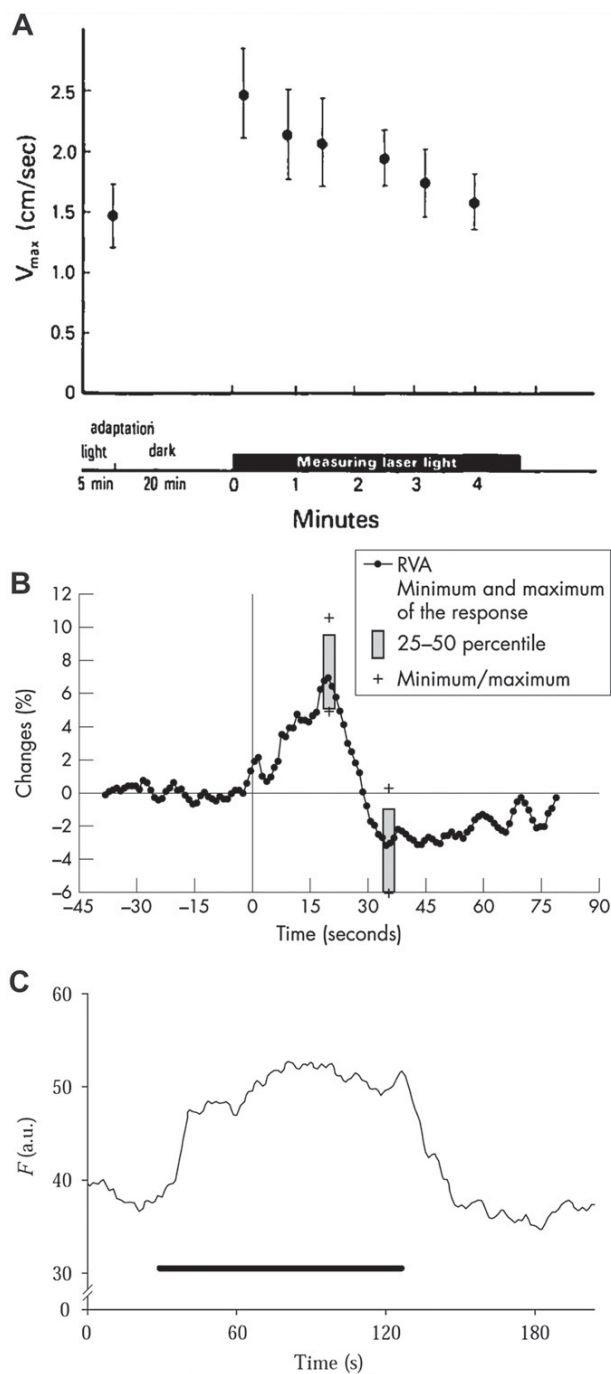 A
V max (cm/sec)
2.5
2.0
1.5
1.0
.5
0
adaptation
light dark
5 min 20 min
Measuring laser light
0 1 2 3 4
Minutes
B
RVA
Minimum and maximum
of the response
25–50 percentile
Minimum/maximum
Changes (%)
12
10
8
6
4
2
0
−2
−4
−6
−45 −30 −15 0 15 30 45 60 75 90
Time (seconds)
C
F (a.u.)
60
50
40
30
0
0 60 120 180
Time (s)